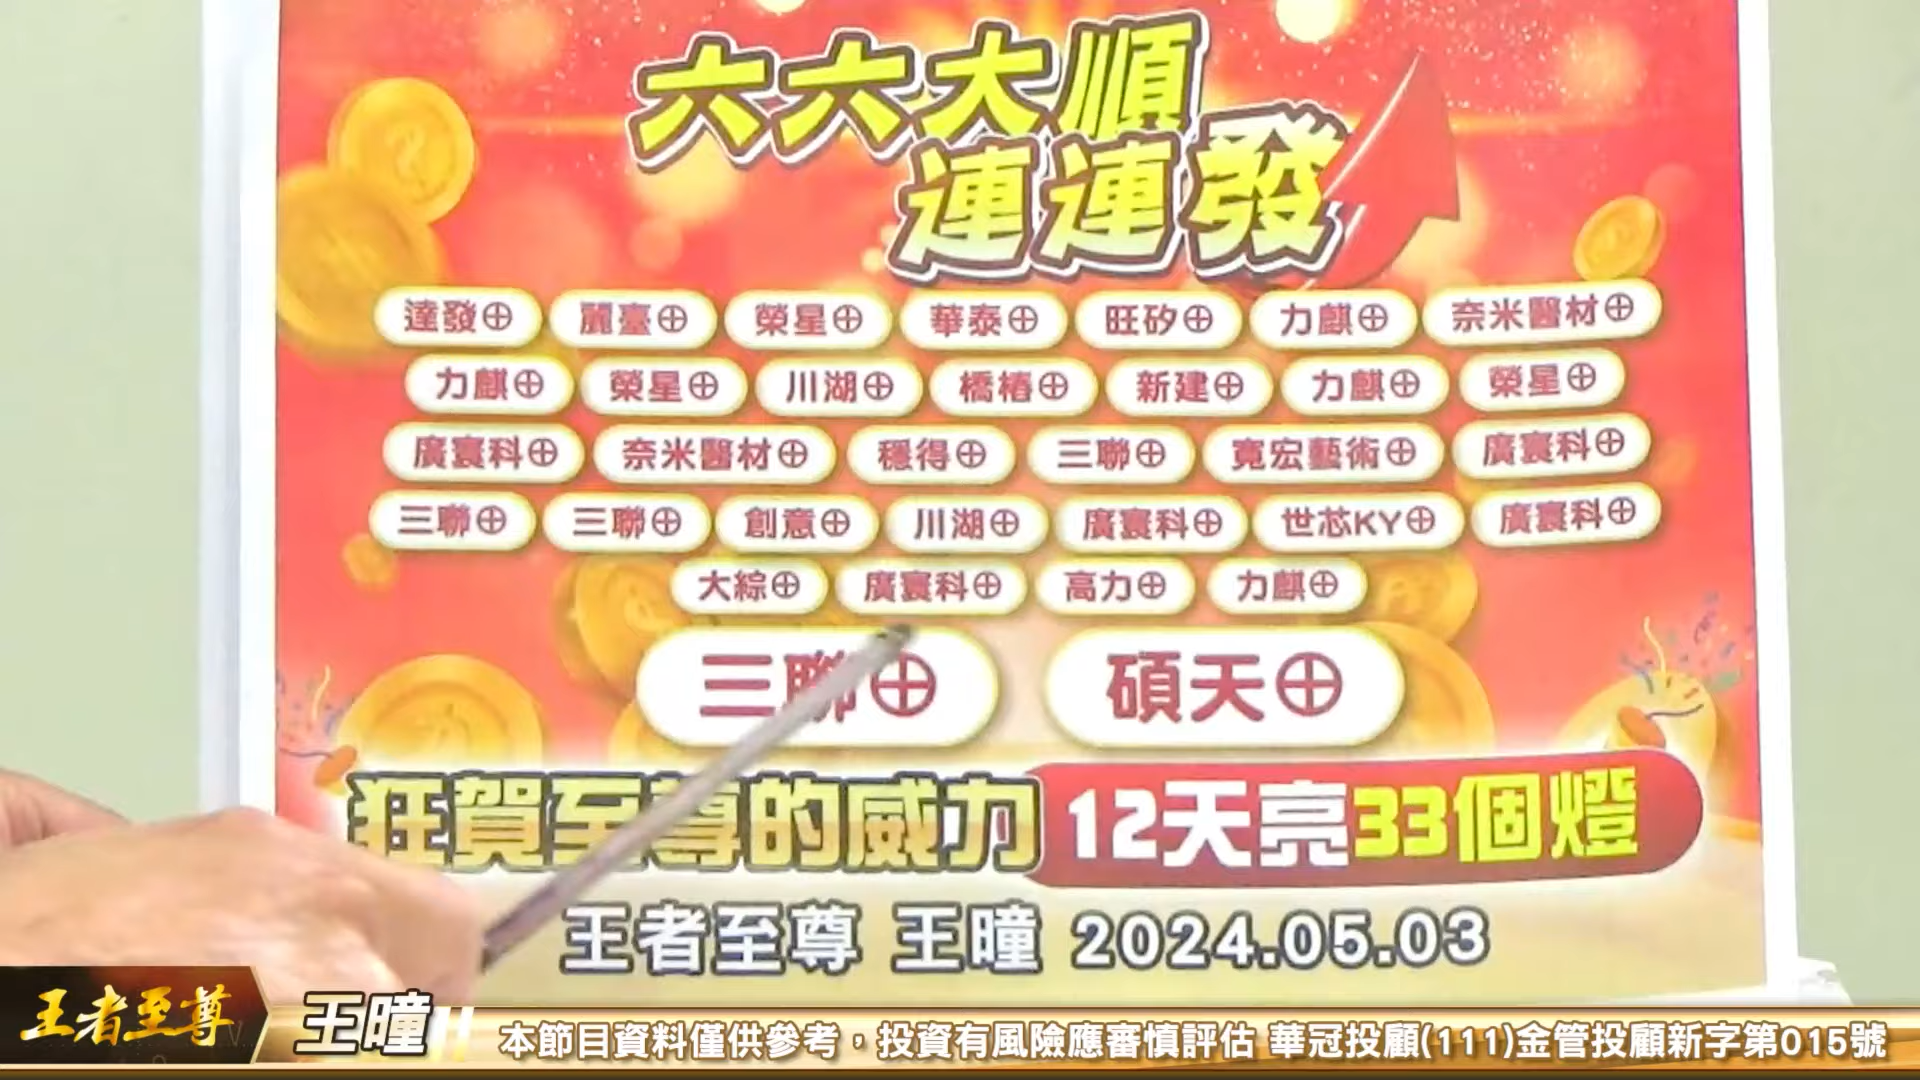 六六大順
連連發
達發⊕ 麗臺⊕ 榮星⊕ 華泰⊕ 旺矽⊕ 力麒⊕ 奈米醫材⊕
力麒⊕ 榮星⊕ 川湖⊕ 橋椿⊕ 新建⊕ 力麒⊕ 榮星⊕
廣寰科⊕ 奈米醫材⊕ 穩得⊕ 三聯⊕ 寬宏藝術⊕ 廣寰科⊕
三聯⊕ 三聯⊕ 創意⊕ 川湖⊕ 廣寰科⊕ 世芯KY⊕ 廣寰科⊕
大綜⊕ 廣寰科⊕ 高力⊕ 力麒⊕
三聯⊕ 碩天⊕
狂賀至尊的威力 12天亮33個燈
王者至尊 王曈 2024.05.03
王者至尊 王曈 本節目資料僅供參考，投資有風險應審慎評估 華冠投顧(111)金管投顧新字第015號